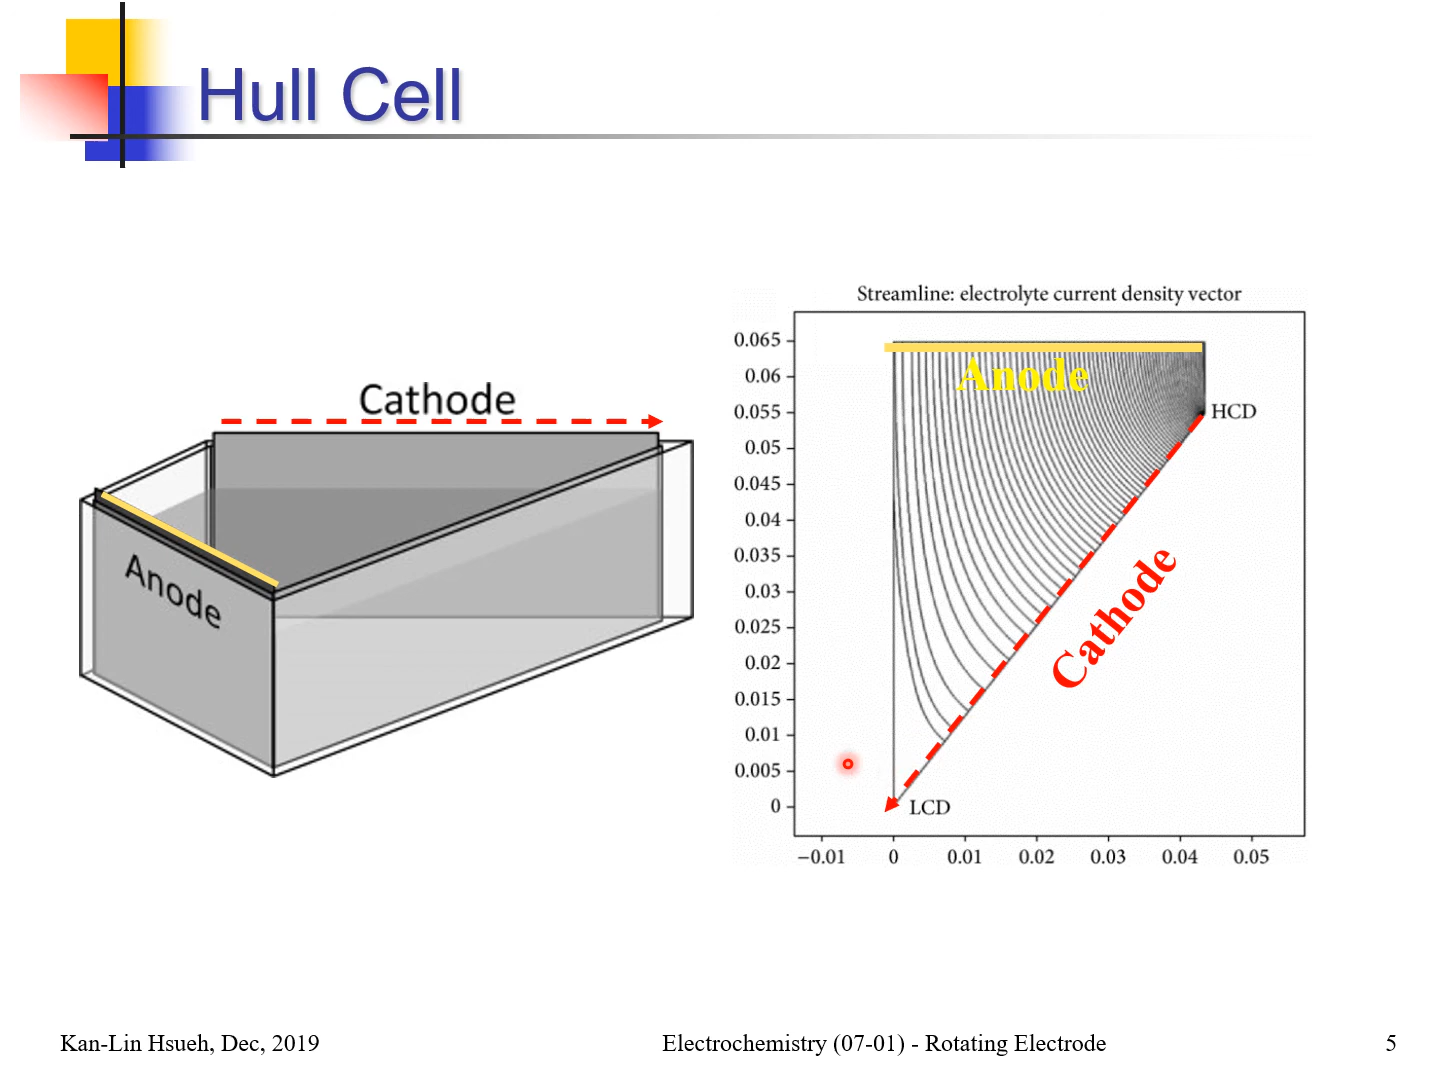 Hull Cell
Cathode
Anode
Streamline: electrolyte current density vector
0.065
0.06
0.055
0.05
0.045
0.04
0.035
0.03
0.025
0.02
0.015
0.01
0.005
0
Anode
HCD
Cathode
LCD
−0.01 0 0.01 0.02 0.03 0.04 0.05
Kan-Lin Hsueh, Dec, 2019 Electrochemistry (07-01) - Rotating Electrode 5